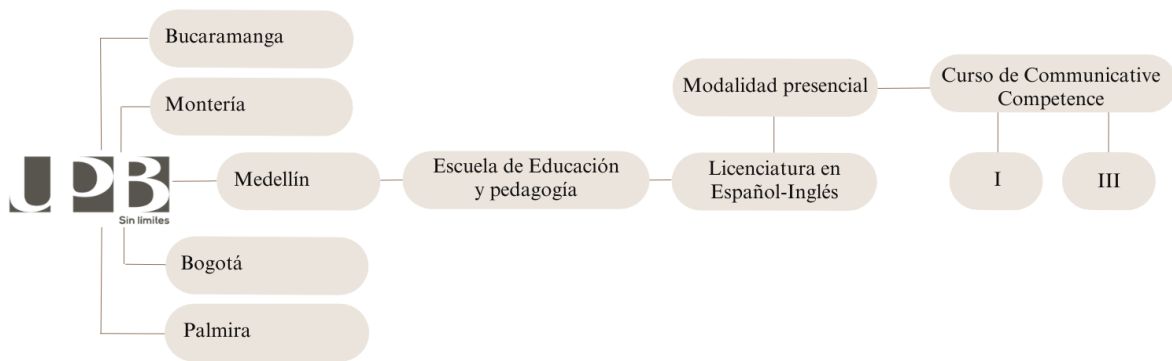 Bucaramanga
Montería
UPB
Sin límites
Medellín
Bogotá
Palmira
Escuela de Educación
y pedagogía
Modalidad presencial
Licenciatura en
Español-Inglés
Curso de Communicative
Competence
I
III